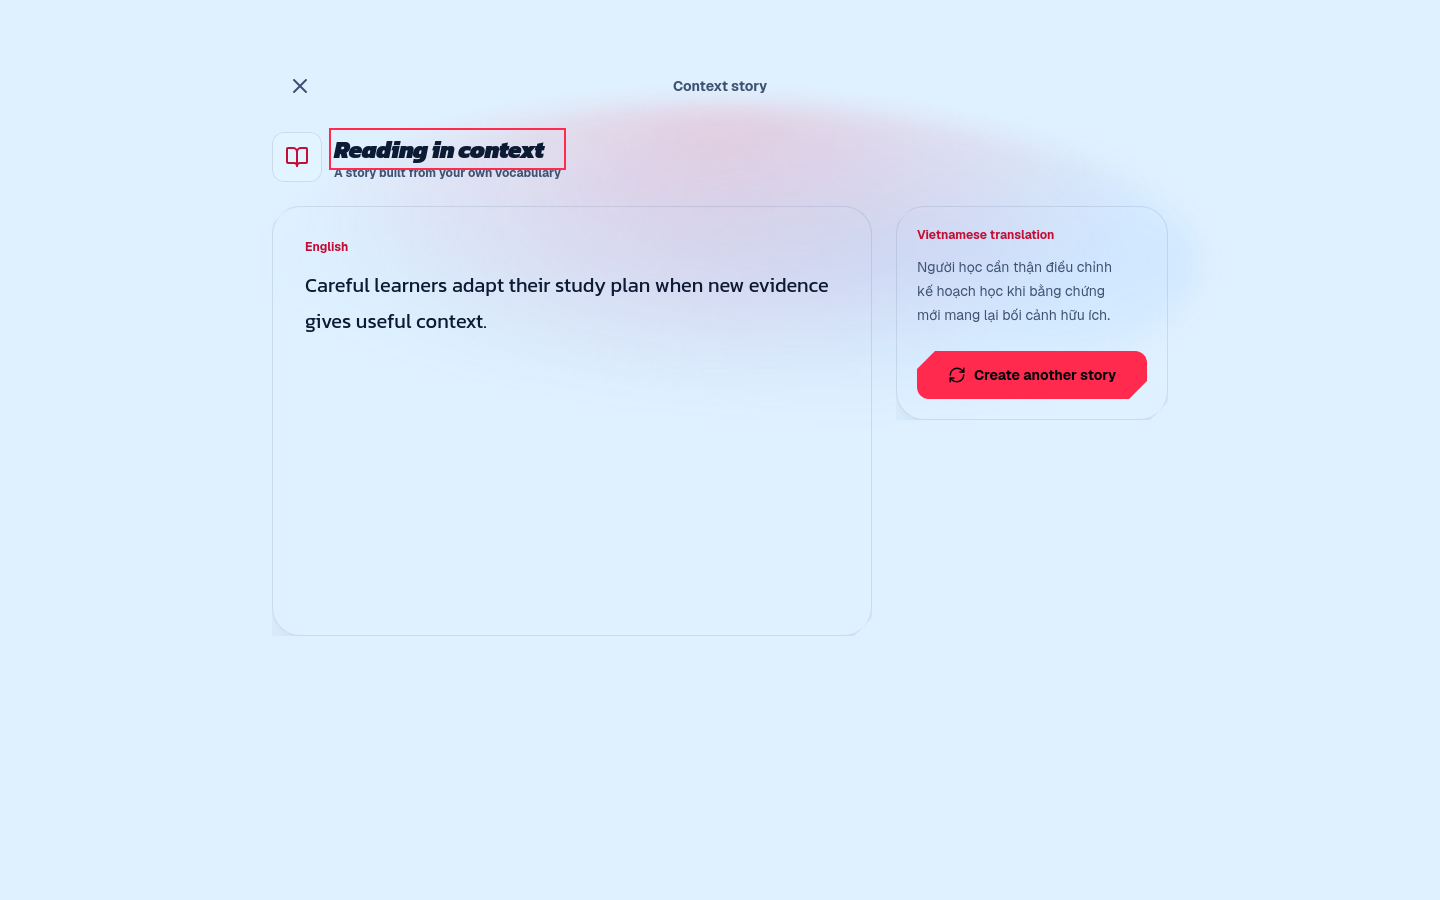 Context story
Reading in context
A story built from your own vocabulary
English
Careful learners adapt their study plan when new evidence
gives useful context.
Vietnamese translation
Người học cẩn thận điều chỉnh
kế hoạch học khi bằng chứng
mới mang lại bối cảnh hữu ích.
Create another story